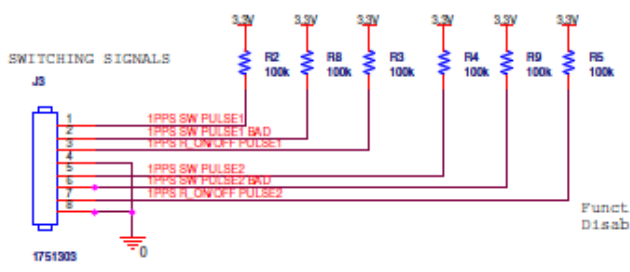 3.3V 3.3V 3.3V 3.3V 3.3V 3.3V
SWITCHING SIGNALS
R2 R8 R3 R4 R9 R5
100k 100k 100k 100k 100k 100k
J3
1 1PPS SW PULSE1
2 1PPS SW PULSE1 BAD
3 1PPS R_ON/OFF PULSE1
4
5 1PPS SW PULSE2
6 1PPS SW PULSE2 BAD
7 1PPS R_ON/OFF PULSE2
8
Funct
Disab
0
1751303